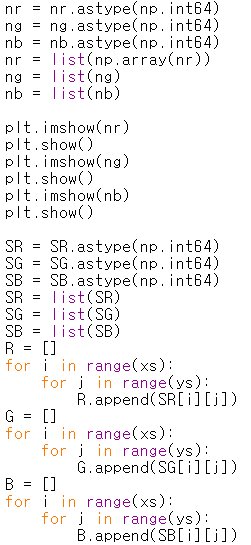 nr = nr.astype(np.int64)
ng = ng.astype(np.int64)
nb = nb.astype(np.int64)
nr = list(np.array(nr))
ng = list(ng)
nb = list(nb)

plt.imshow(nr)
plt.show()
plt.imshow(ng)
plt.show()
plt.imshow(nb)
plt.show()

SR = SR.astype(np.int64)
SG = SG.astype(np.int64)
SB = SB.astype(np.int64)
SR = list(SR)
SG = list(SG)
SB = list(SB)
R = []
for i in range(xs):
    for j in range(ys):
        R.append(SR[i][j])
G = []
for i in range(xs):
    for j in range(ys):
        G.append(SG[i][j])
B = []
for i in range(xs):
    for j in range(ys):
        B.append(SB[i][j])